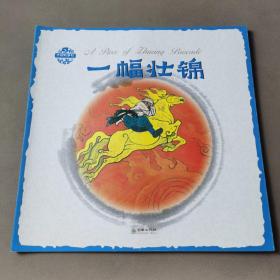 A Piece of Zhuang Brocade
一幅壮锦